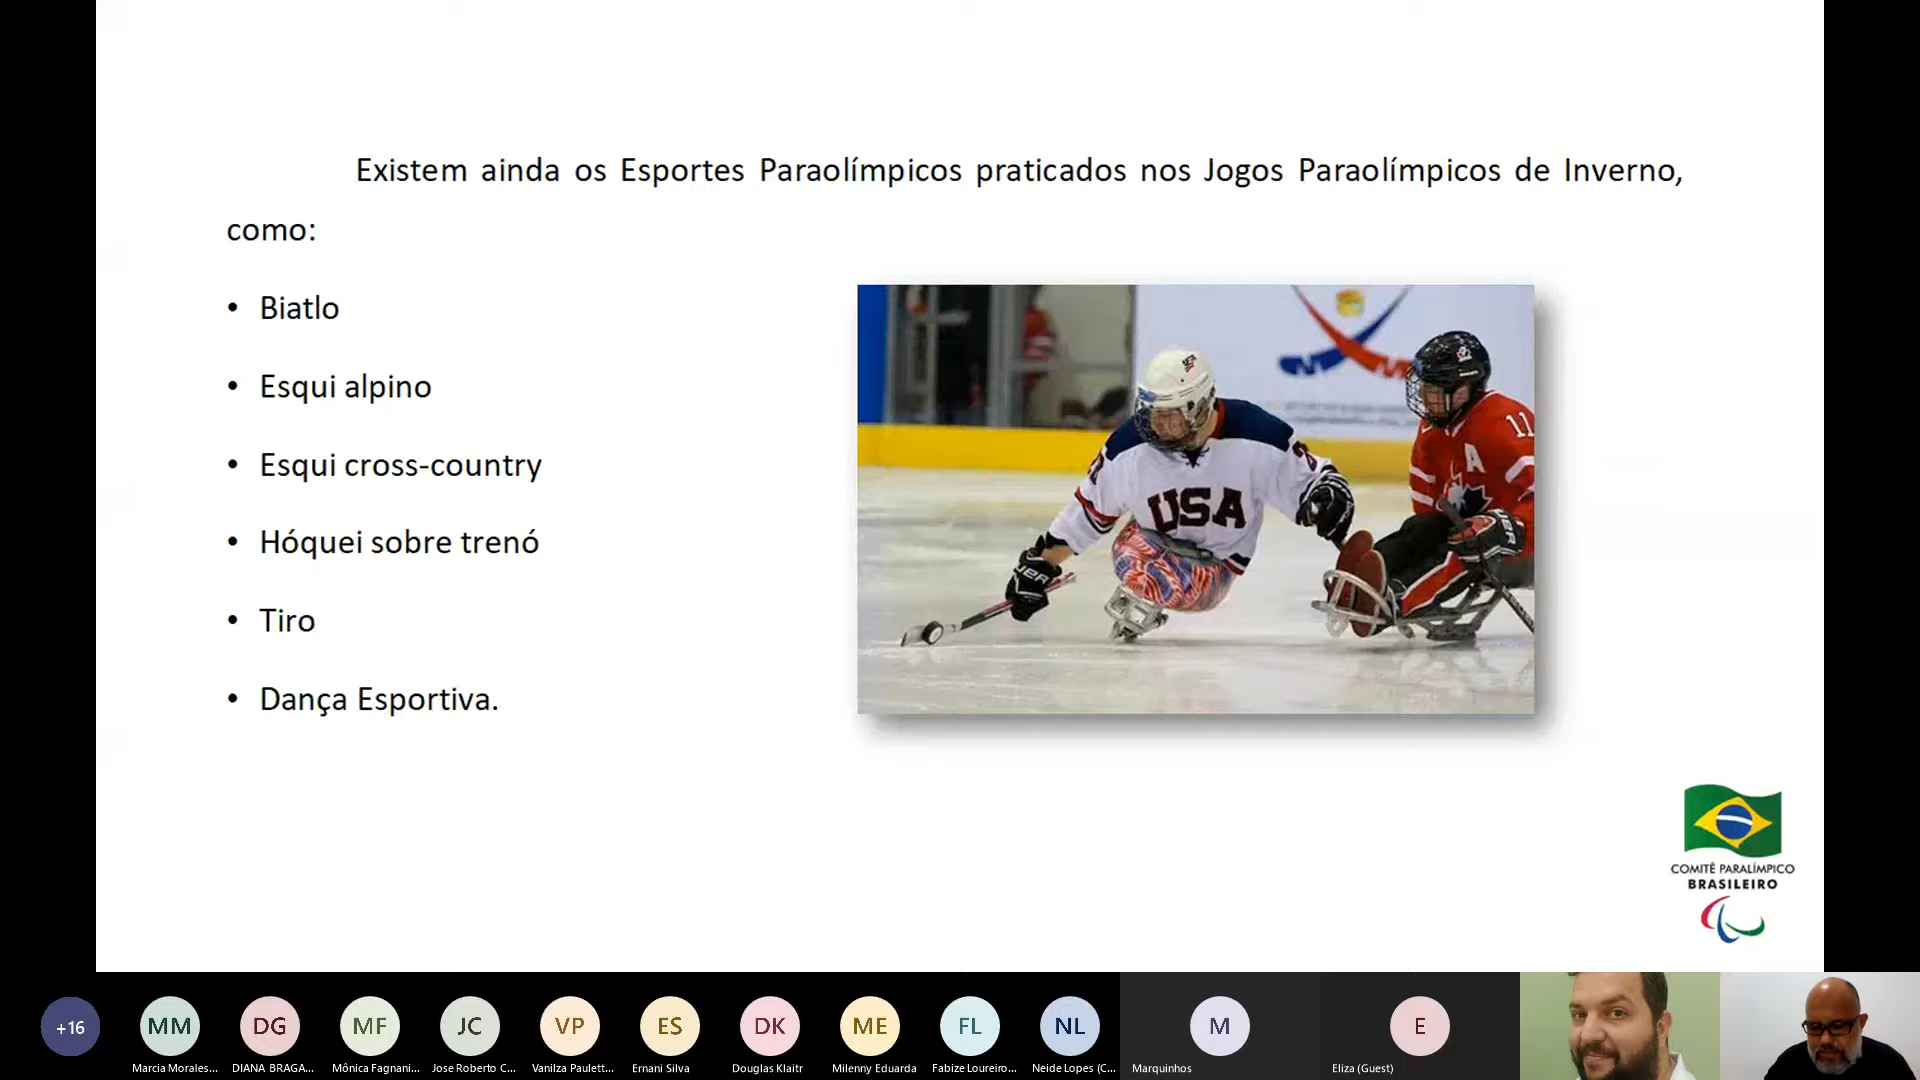 Existem ainda os Esportes Paraolímpicos praticados nos Jogos Paraolímpicos de Inverno,
como:
• Biatlo
• Esqui alpino
• Esqui cross-country
• Hóquei sobre trenó
• Tiro
• Dança Esportiva.
USA
A
11
COMITÊ PARALÍMPICO
BRASILEIRO
+16
MM
DG
MF
JC
VP
ES
DK
ME
FL
NL
M
E
Marcia Morales...
DIANA BRAGA...
Mônica Fagnani...
Jose Roberto C...
Vanilza Paulett...
Ernani Silva
Douglas Klaitr
Milenny Eduarda
Fabize Loureiro...
Neide Lopes (C...
Marquinhos
Eliza (Guest)